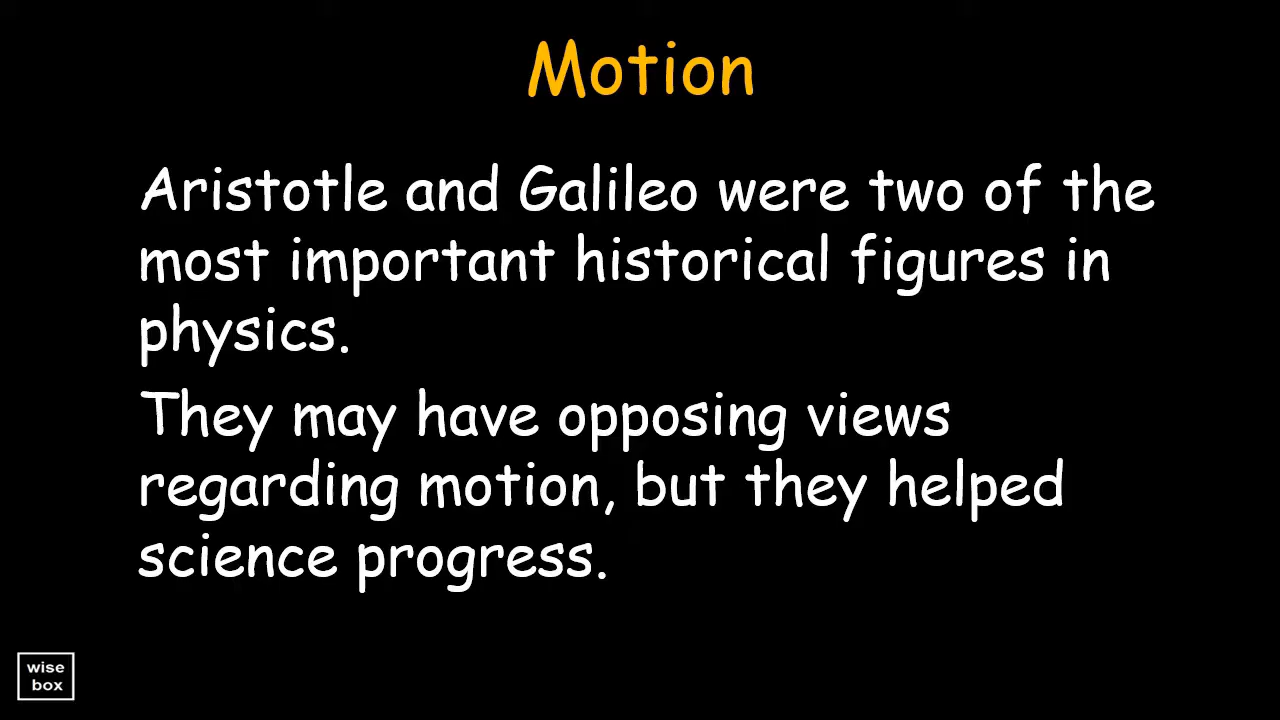 Motion
Aristotle and Galileo were two of the
most important historical figures in
physics.
They may have opposing views
regarding motion, but they helped
science progress.
wise
box